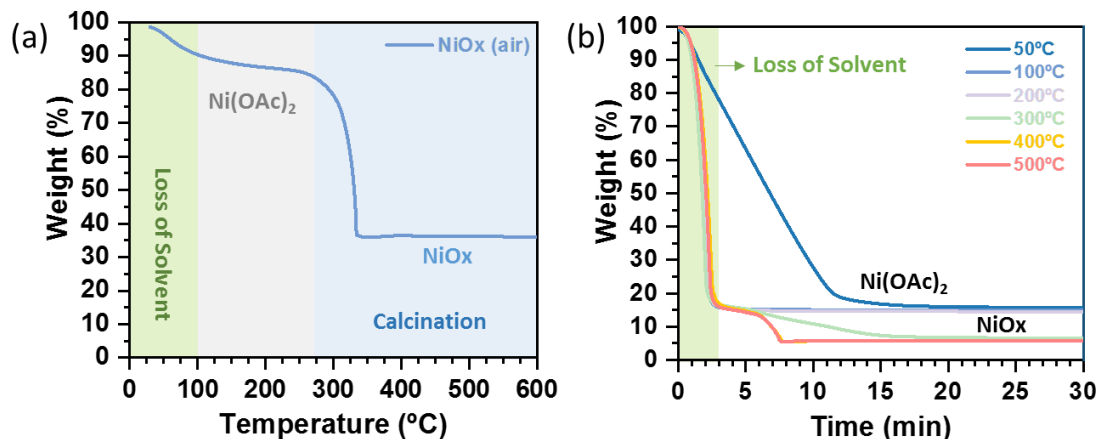 (a)
NiOx (air)
Ni(OAc)₂
Loss of Solvent
NiOx
Calcination
Weight (%)
100
90
80
70
60
50
40
30
20
10
0
0 100 200 300 400 500 600
Temperature (ºC)
(b)
Loss of Solvent
50ºC
100ºC
200ºC
300ºC
400ºC
500ºC
Ni(OAc)₂
NiOx
Weight (%)
100
90
80
70
60
50
40
30
20
10
0
0 5 10 15 20 25 30
Time (min)